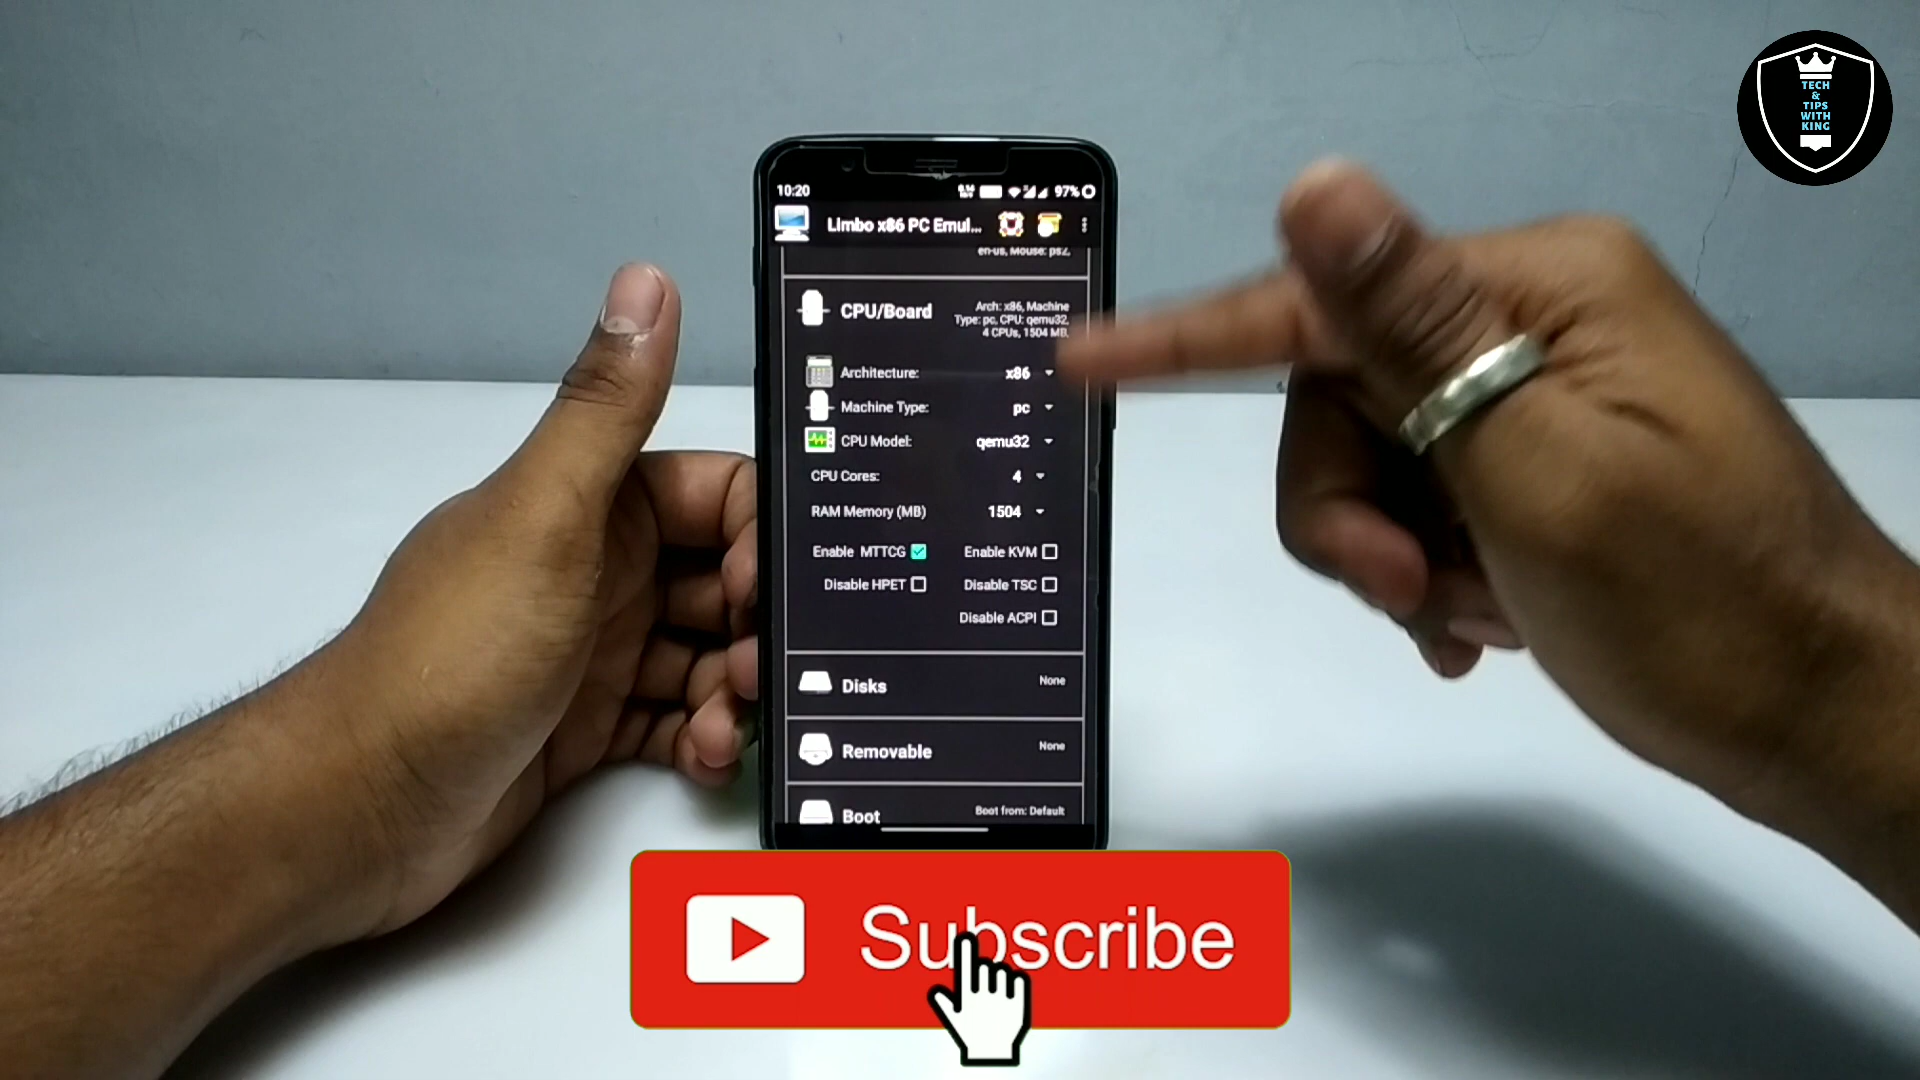 TECH
&
TIPS
WITH
KING
10:20
97%
Limbo x86 PC Emul...
en-us, Mouse: ps2,
CPU/Board
Arch: x86, Machine
Type: pc, CPU: qemu32,
4 CPUs, 1504 MB,
Architecture: x86
Machine Type: pc
CPU Model: qemu32
CPU Cores: 4
RAM Memory (MB) 1504
Enable MTTCG Enable KVM
Disable HPET Disable TSC
Disable ACPI
Disks None
Removable None
Boot Boot from: Default
Subscribe